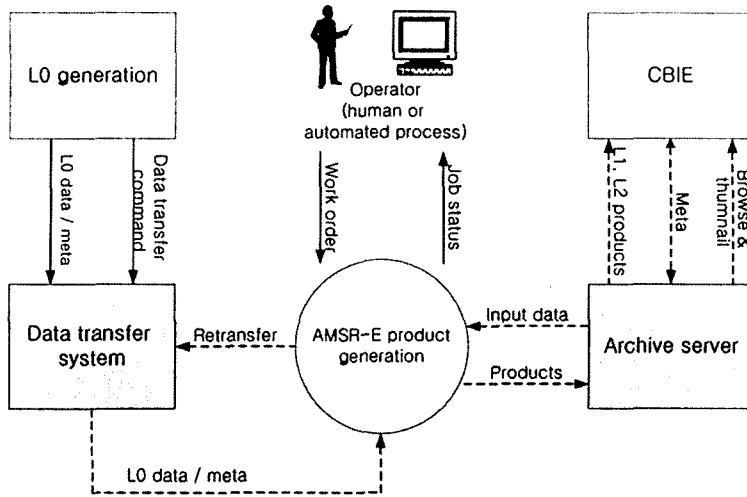 L0 generation
Operator
(human or
automated process)
CBIE
L0 data / meta
Data transfer
command
Work order
Job status
L1, L2 products
Meta
Browse &
thumnail
Data transfer
system
Retransfer
AMSR-E product
generation
Input data
Products
Archive server
L0 data / meta